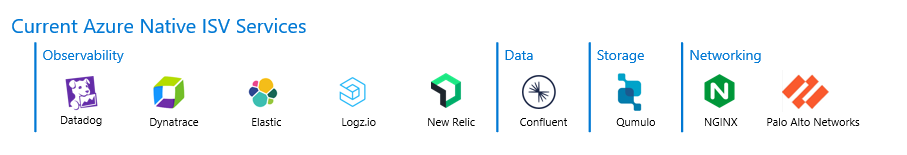 Current Azure Native ISV Services
Observability
Data
Storage
Networking
Datadog
Dynatrace
Elastic
Logz.io
New Relic
Confluent
Qumulo
NGINX
Palo Alto Networks